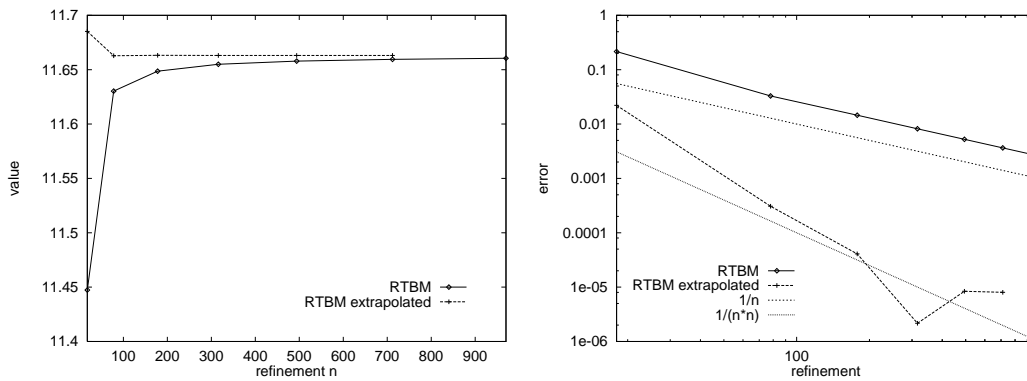 11.7
11.65
11.6
11.55
11.5
11.45
11.4
value
100 200 300 400 500 600 700 800 900
refinement n
RTBM
RTBM extrapolated
1
0.1
0.01
0.001
0.0001
1e-05
1e-06
error
100
refinement
RTBM
RTBM extrapolated
1/n
1/(n*n)